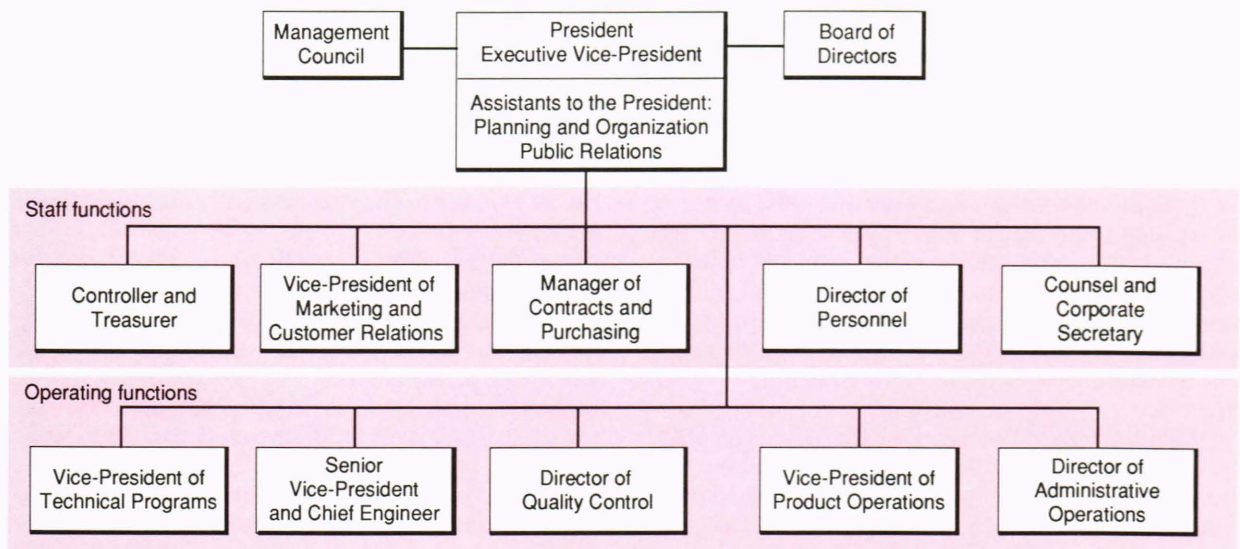 Management
Council
President
Executive Vice-President
Board of
Directors
Assistants to the President:
Planning and Organization
Public Relations
Staff functions
Controller and
Treasurer
Vice-President of
Marketing and
Customer Relations
Manager of
Contracts and
Purchasing
Director of
Personnel
Counsel and
Corporate
Secretary
Operating functions
Vice-President of
Technical Programs
Senior
Vice-President
and Chief Engineer
Director of
Quality Control
Vice-President of
Product Operations
Director of
Administrative
Operations